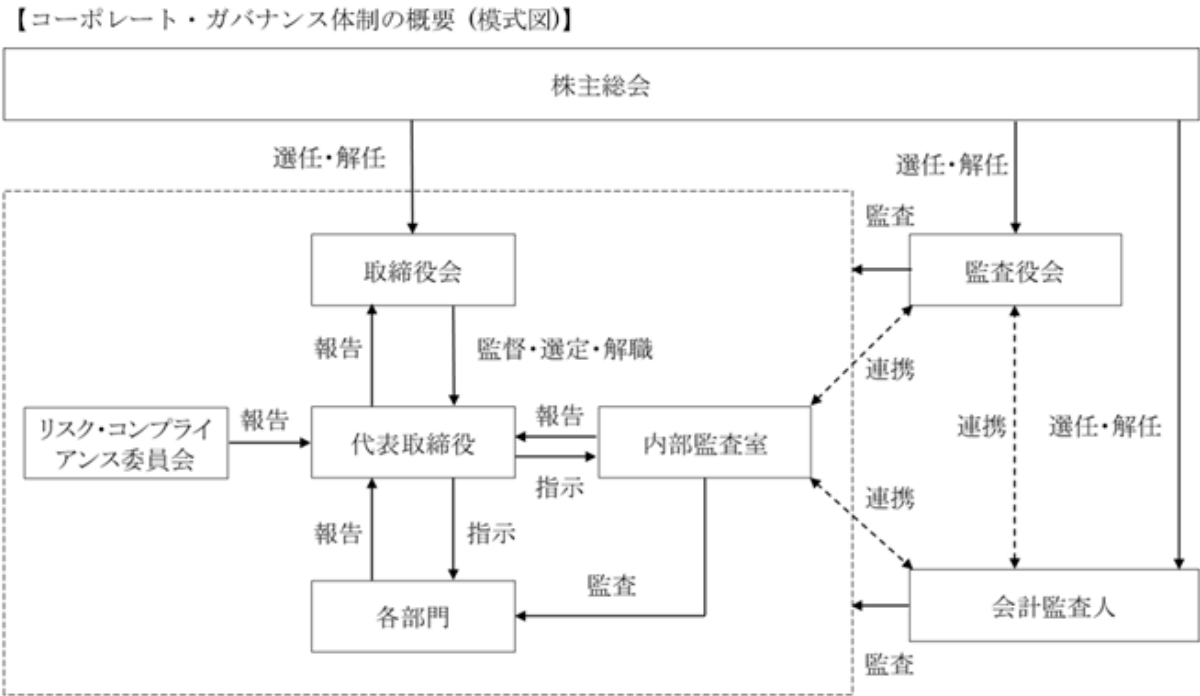 【コーポレート・ガバナンス体制の概要 (模式図)】
株主総会
選任・解任
選任・解任
監査
取締役会
監査役会
報告
監督・選定・解職
連携
リスク・コンプライ
アンス委員会
報告
代表取締役
報告
指示
内部監査室
連携
選任・解任
連携
報告
指示
監査
各部門
会計監査人
監査